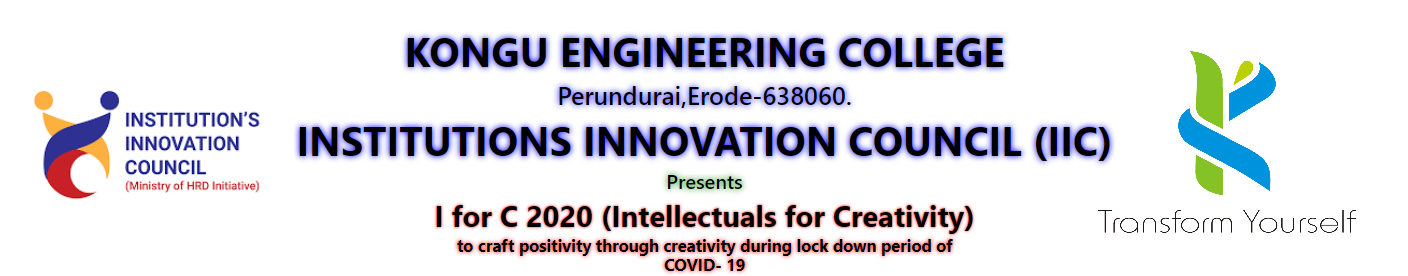 KONGU ENGINEERING COLLEGE
Perundurai,Erode-638060.
INSTITUTION'S
INNOVATION
COUNCIL
(Ministry of HRD Initiative)
INSTITUTIONS INNOVATION COUNCIL (IIC)
Presents
I for C 2020 (Intellectuals for Creativity)
to craft positivity through creativity during lock down period of
COVID- 19
Transform Yourself